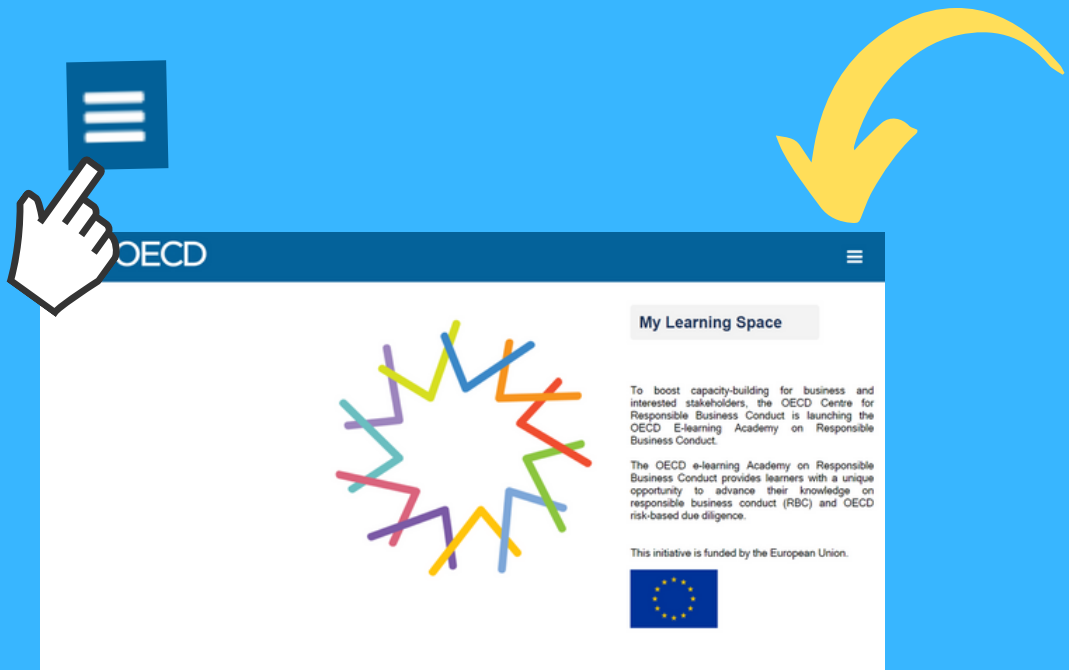 OECD
My Learning Space
To boost capacity-building for business and
interested stakeholders, the OECD Centre for
Responsible Business Conduct is launching the
OECD E-learning Academy on Responsible
Business Conduct.
The OECD e-learning Academy on Responsible
Business Conduct provides learners with a unique
opportunity to advance their knowledge on
responsible business conduct (RBC) and OECD
risk-based due diligence.
This initiative is funded by the European Union.